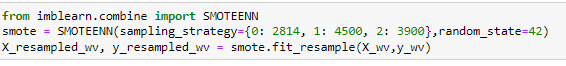 from imblearn.combine import SMOTEENN
smote = SMOTEENN(sampling_strategy={0: 2814, 1: 4500, 2: 3900},random_state=42)
X_resampled_wv, y_resampled_wv = smote.fit_resample(X_wv,y_wv)